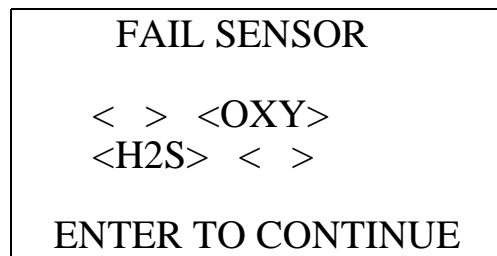 FAIL SENSOR
< > <OXY>
<H2S> < >
ENTER TO CONTINUE